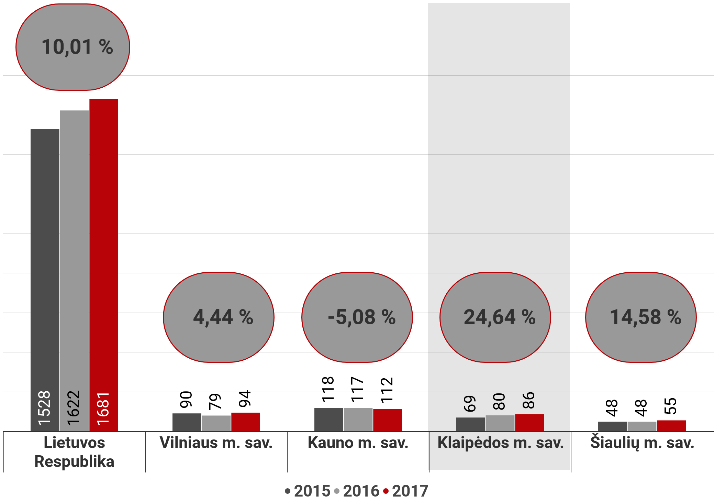 10,01 %
4,44 %
-5,08 %
24,64 %
14,58 %
1528
1622
1681
90
79
94
118
117
112
69
80
86
48
48
55
Lietuvos
Respublika
Vilniaus m. sav.
Kauno m. sav.
Klaipėdos m. sav.
Šiaulių m. sav.
2015 2016 2017